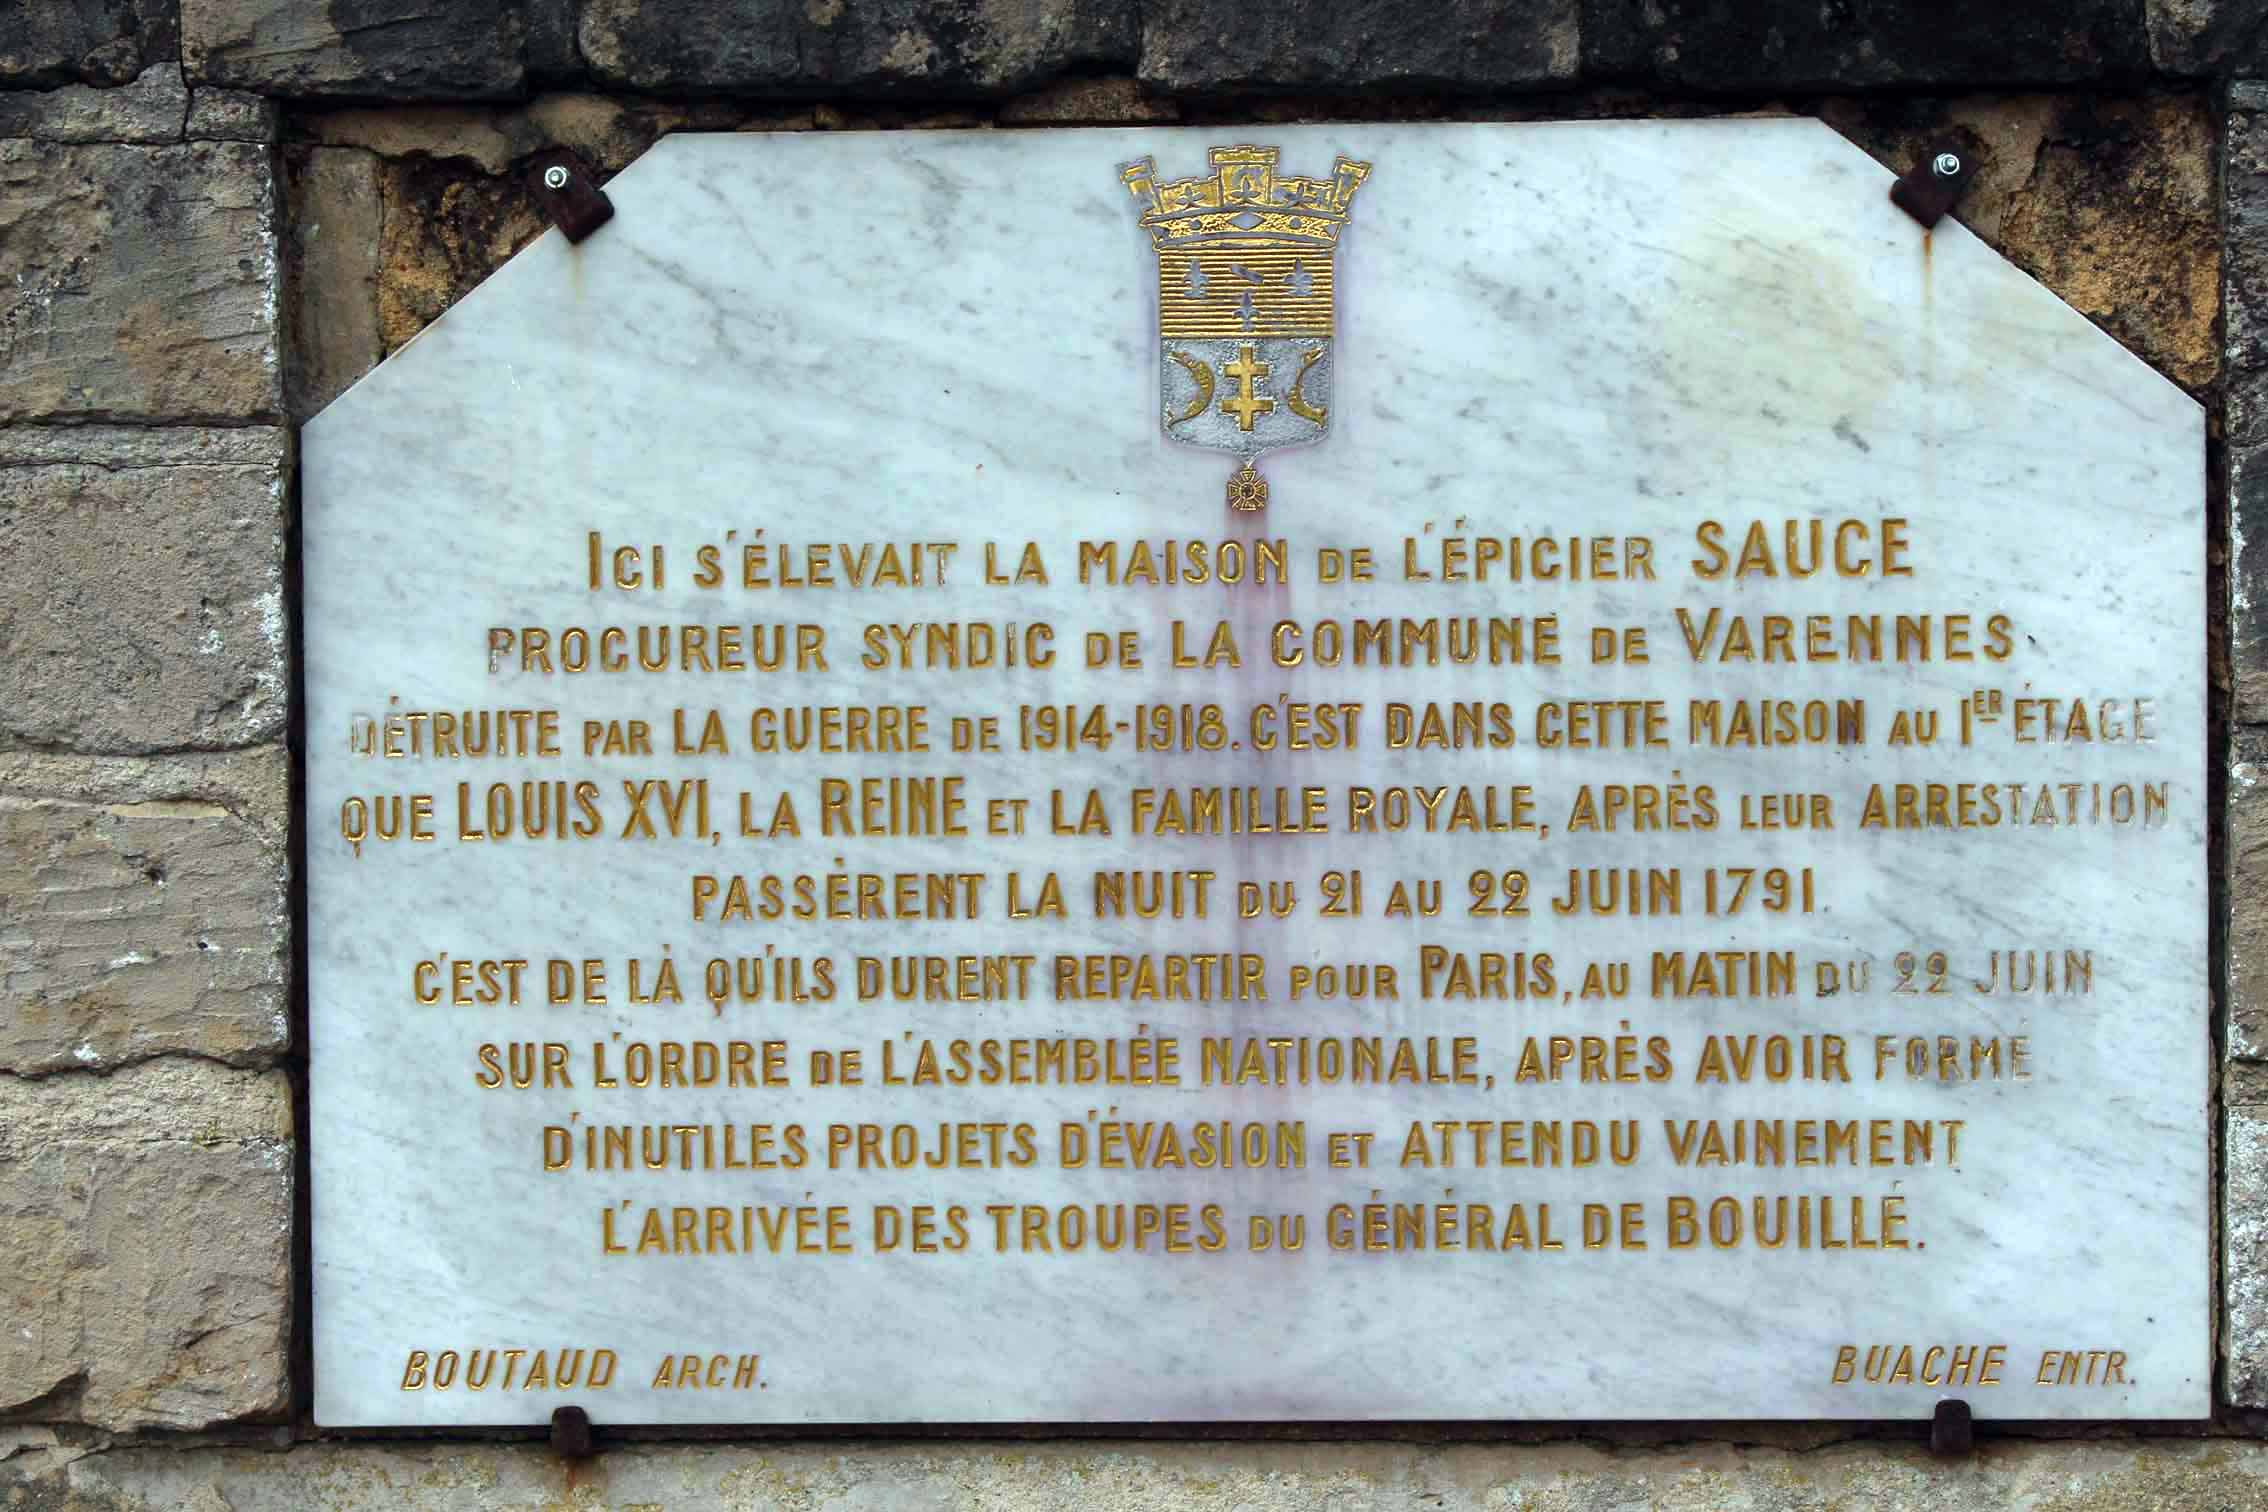 ICI S'ÉLEVAIT LA MAISON DE L'ÉPICIER SAUCE
PROCUREUR SYNDIC DE LA COMMUNE DE VARENNES
DÉTRUITE PAR LA GUERRE DE 1914-1918. C'EST DANS CETTE MAISON AU 1ER ÉTAGE
QUE LOUIS XVI, LA REINE ET LA FAMILLE ROYALE, APRÈS LEUR ARRESTATION
PASSÈRENT LA NUIT DU 21 AU 22 JUIN 1791.
C'EST DE LÀ QU'ILS DURENT REPARTIR POUR PARIS, AU MATIN DU 22 JUIN
SUR L'ORDRE DE L'ASSEMBLÉE NATIONALE, APRÈS AVOIR FORMÉ
D'INUTILES PROJETS D'ÉVASION ET ATTENDU VAINEMENT
L'ARRIVÉE DES TROUPES DU GÉNÉRAL DE BOUILLÉ.
BOUTAUD ARCH.
BUACHE ENTR.